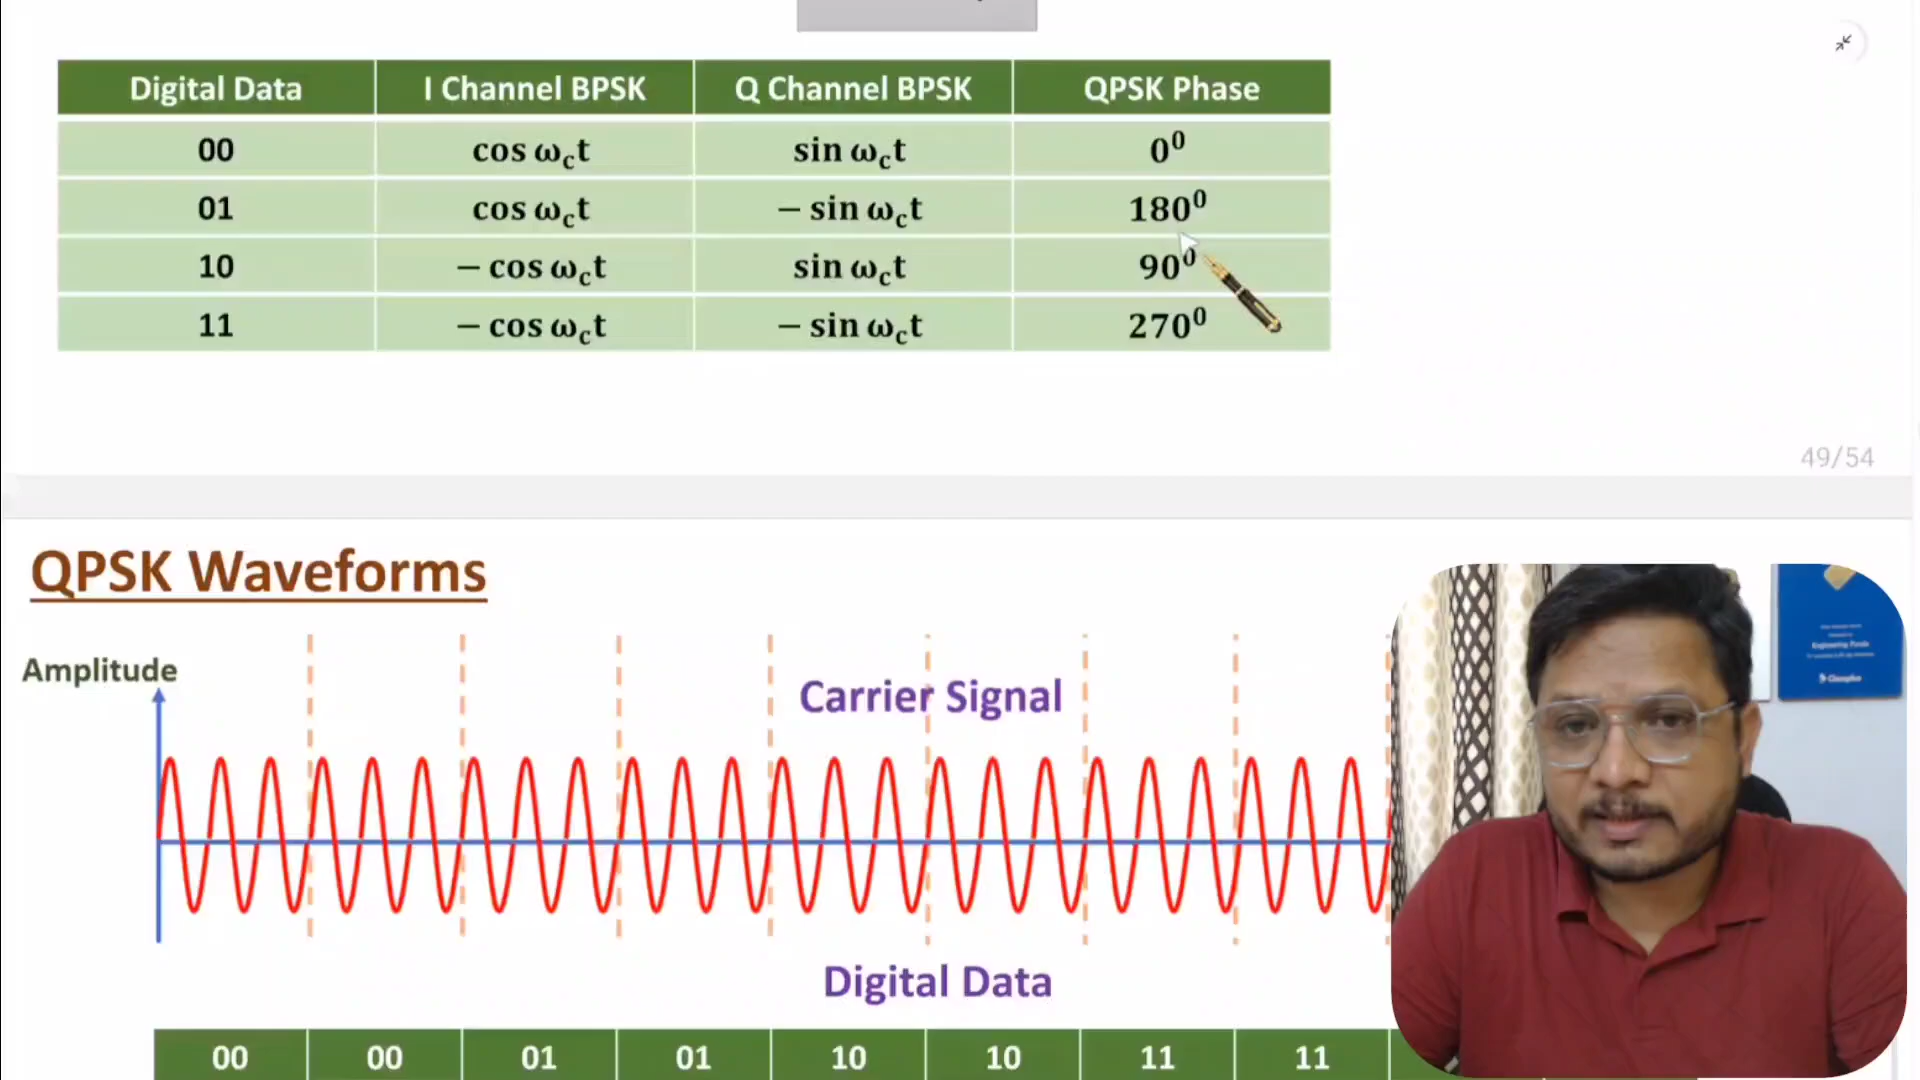 Digital Data I Channel BPSK Q Channel BPSK QPSK Phase
00 cos ω_c t sin ω_c t 0⁰
01 cos ω_c t − sin ω_c t 180⁰
10 − cos ω_c t sin ω_c t 90⁰
11 − cos ω_c t − sin ω_c t 270⁰
49/54
QPSK Waveforms
Amplitude
Carrier Signal
Engineering Funda
Digital Data
00 00 01 01 10 10 11 11